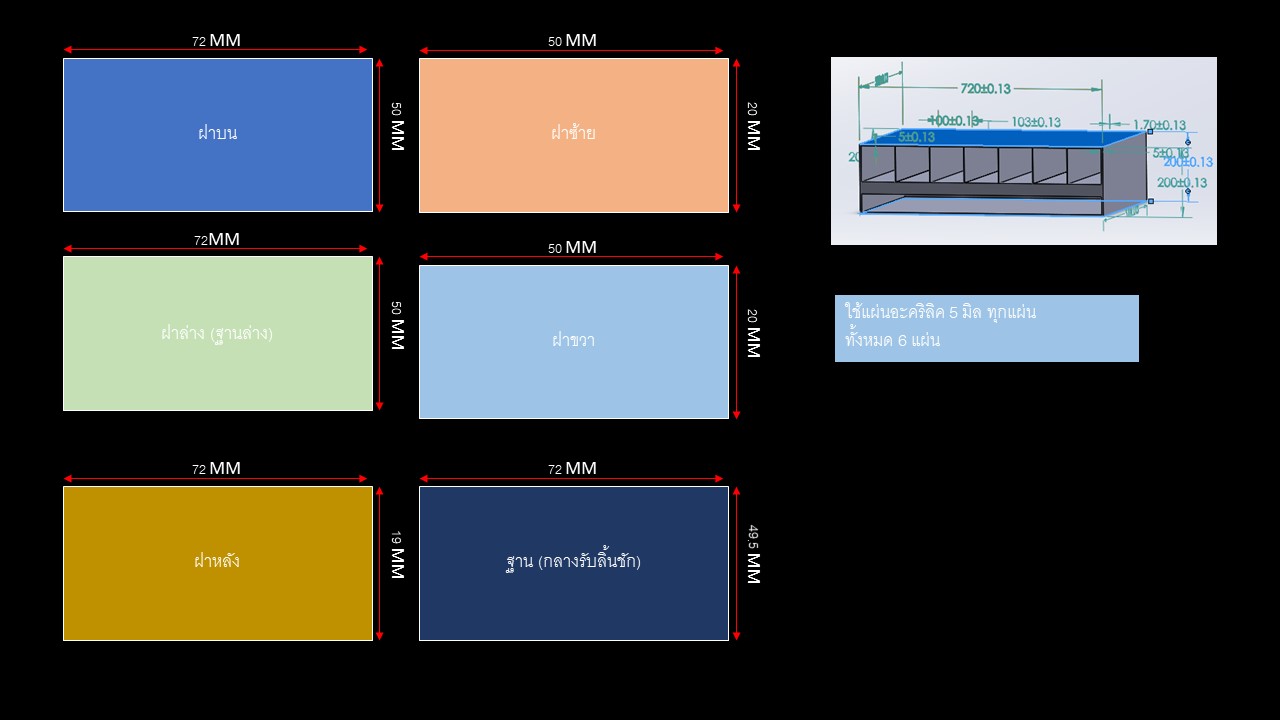 72 MM
50 MM
ฝาบน
50 MM
ฝาซ้าย
20 MM
720±0.13
100±0.13
103±0.13
1.70±0.13
5±0.13
20
5±0.13
200±0.13
200±0.13
72MM
50 MM
ฝาล่าง (ฐานล่าง)
50 MM
ฝาขวา
20 MM
ใช้แผ่นอะคริลิค 5 มิล ทุกแผ่น
ทั้งหมด 6 แผ่น
72 MM
72 MM
ฝาหลัง
19 MM
ฐาน (กลางรับลิ้นชัก)
49.5 MM